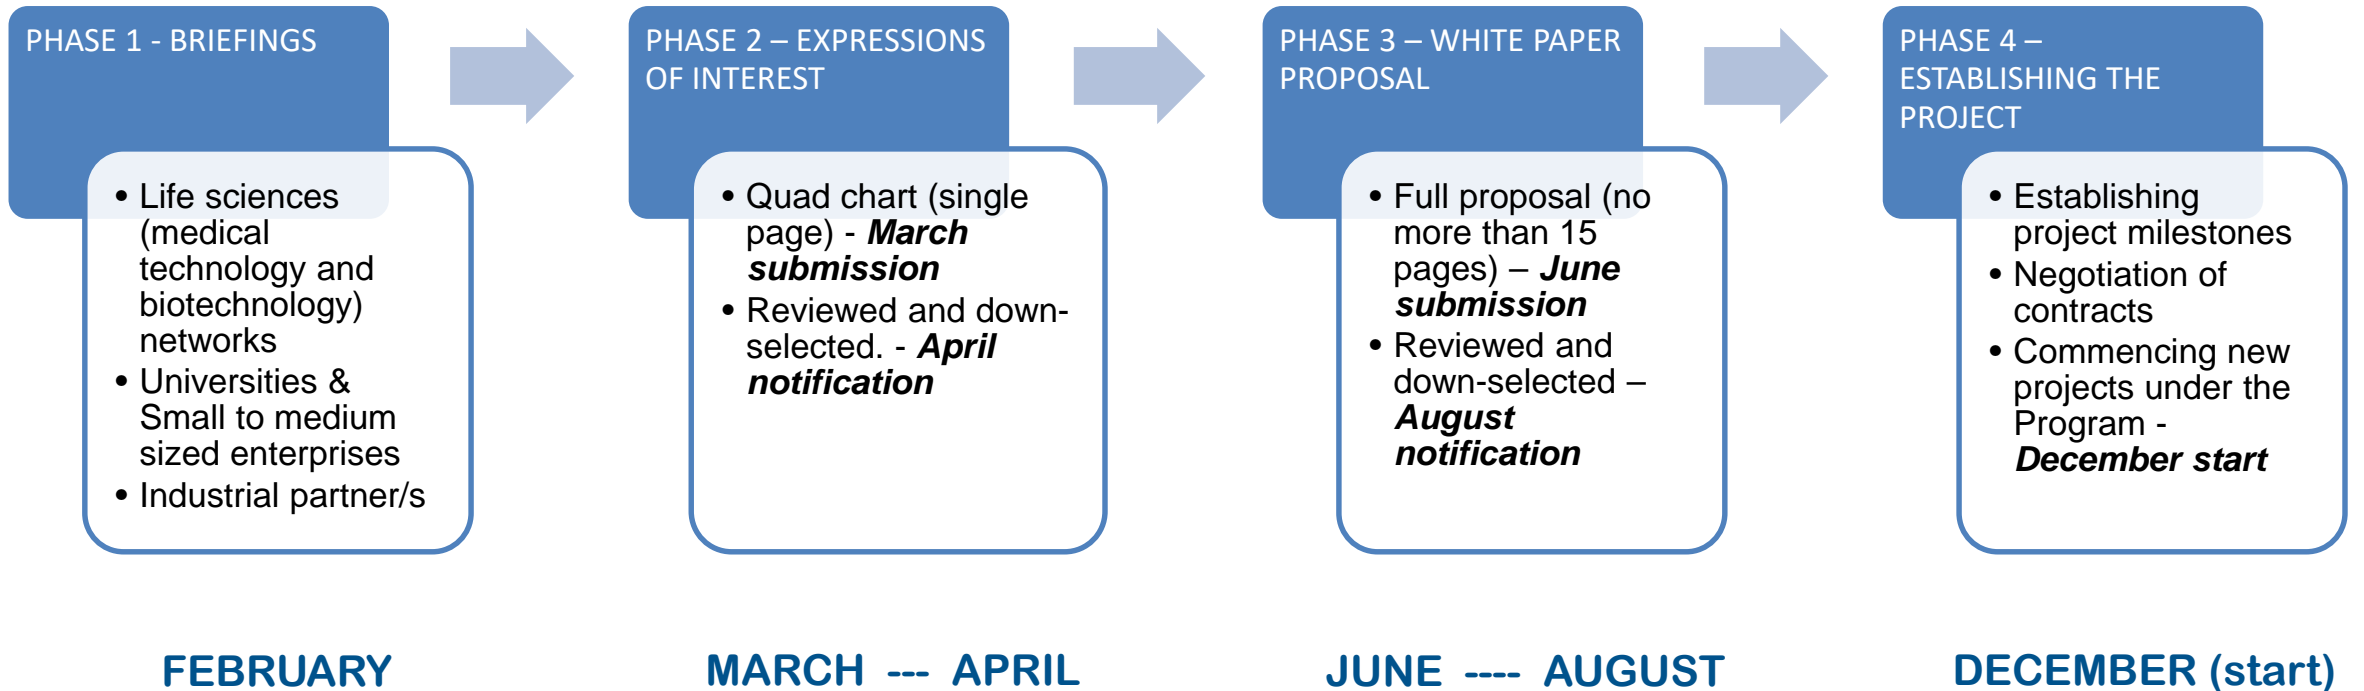 PHASE 1 - BRIEFINGS
• Life sciences
(medical
technology and
biotechnology)
networks
• Universities &
Small to medium
sized enterprises
• Industrial partner/s
FEBRUARY
PHASE 2 – EXPRESSIONS
OF INTEREST
• Quad chart (single
page) - March
submission
• Reviewed and down-
selected. - April
notification
MARCH --- APRIL
PHASE 3 – WHITE PAPER
PROPOSAL
• Full proposal (no
more than 15
pages) – June
submission
• Reviewed and
down-selected –
August
notification
JUNE ---- AUGUST
PHASE 4 –
ESTABLISHING THE
PROJECT
• Establishing
project milestones
• Negotiation of
contracts
• Commencing new
projects under the
Program -
December start
DECEMBER (start)